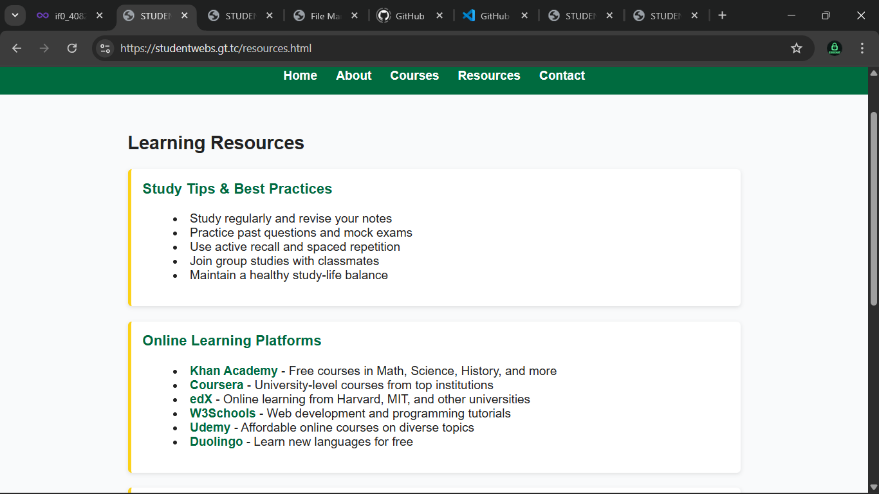 if0_408
STUDEN
STUDEN
File Ma
GitHub
GitHub
STUDEN
STUDEN
https://studentwebs.gt.tc/resources.html
Home About Courses Resources Contact
Learning Resources
Study Tips & Best Practices
• Study regularly and revise your notes
• Practice past questions and mock exams
• Use active recall and spaced repetition
• Join group studies with classmates
• Maintain a healthy study-life balance
Online Learning Platforms
• Khan Academy - Free courses in Math, Science, History, and more
• Coursera - University-level courses from top institutions
• edX - Online learning from Harvard, MIT, and other universities
• W3Schools - Web development and programming tutorials
• Udemy - Affordable online courses on diverse topics
• Duolingo - Learn new languages for free